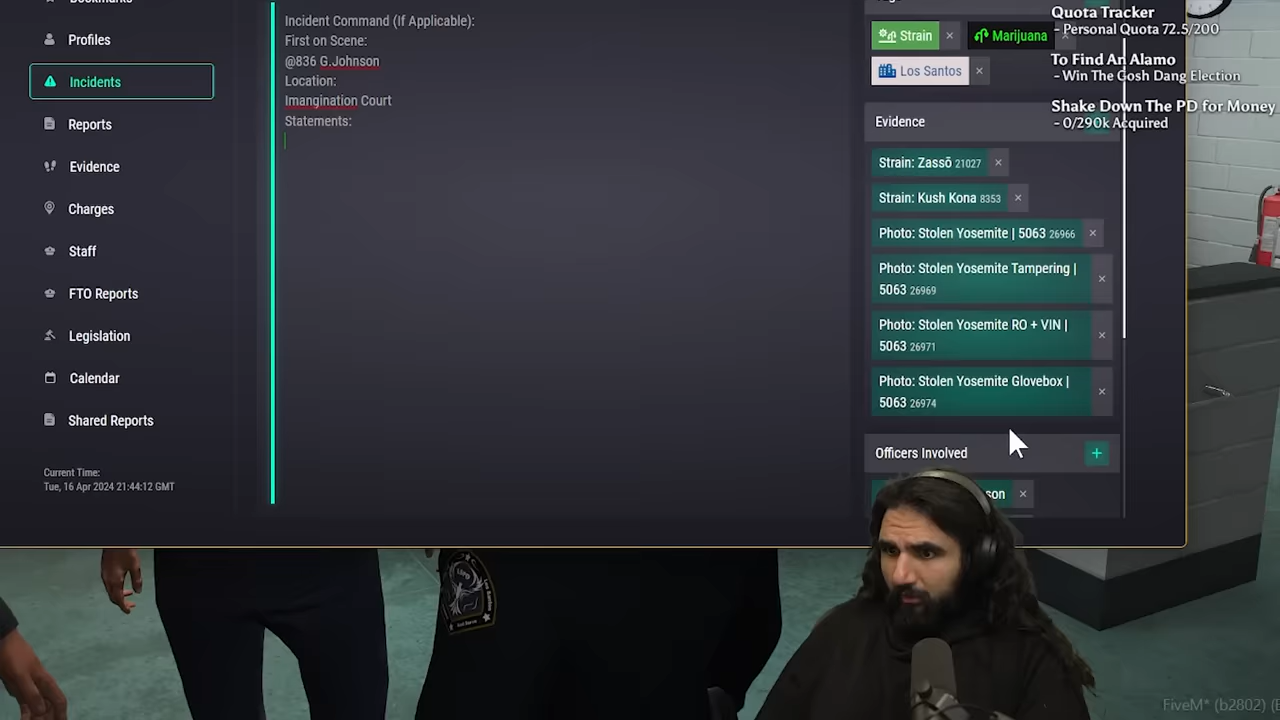 Profiles
Incidents
Reports
Evidence
Charges
Staff
FTO Reports
Legislation
Calendar
Shared Reports
Current Time:
Tue, 16 Apr 2024 21:44:12 GMT
Incident Command (If Applicable):
First on Scene:
@836 G.Johnson
Location:
Imangination Court
Statements:
Strain
Marijuana
Los Santos
Evidence
Strain: Zassō 21027
Strain: Kush Kona 8353
Photo: Stolen Yosemite | 5063 26966
Photo: Stolen Yosemite Tampering |
5063 26969
Photo: Stolen Yosemite RO + VIN |
5063 26971
Photo: Stolen Yosemite Glovebox |
5063 26974
Officers Involved
Quota Tracker
- Personal Quota 72.5/200
To Find An Alamo
- Win The Gosh Dang Election
Shake Down The PD for Money
- 0/290k Acquired
FiveM* (b2802)